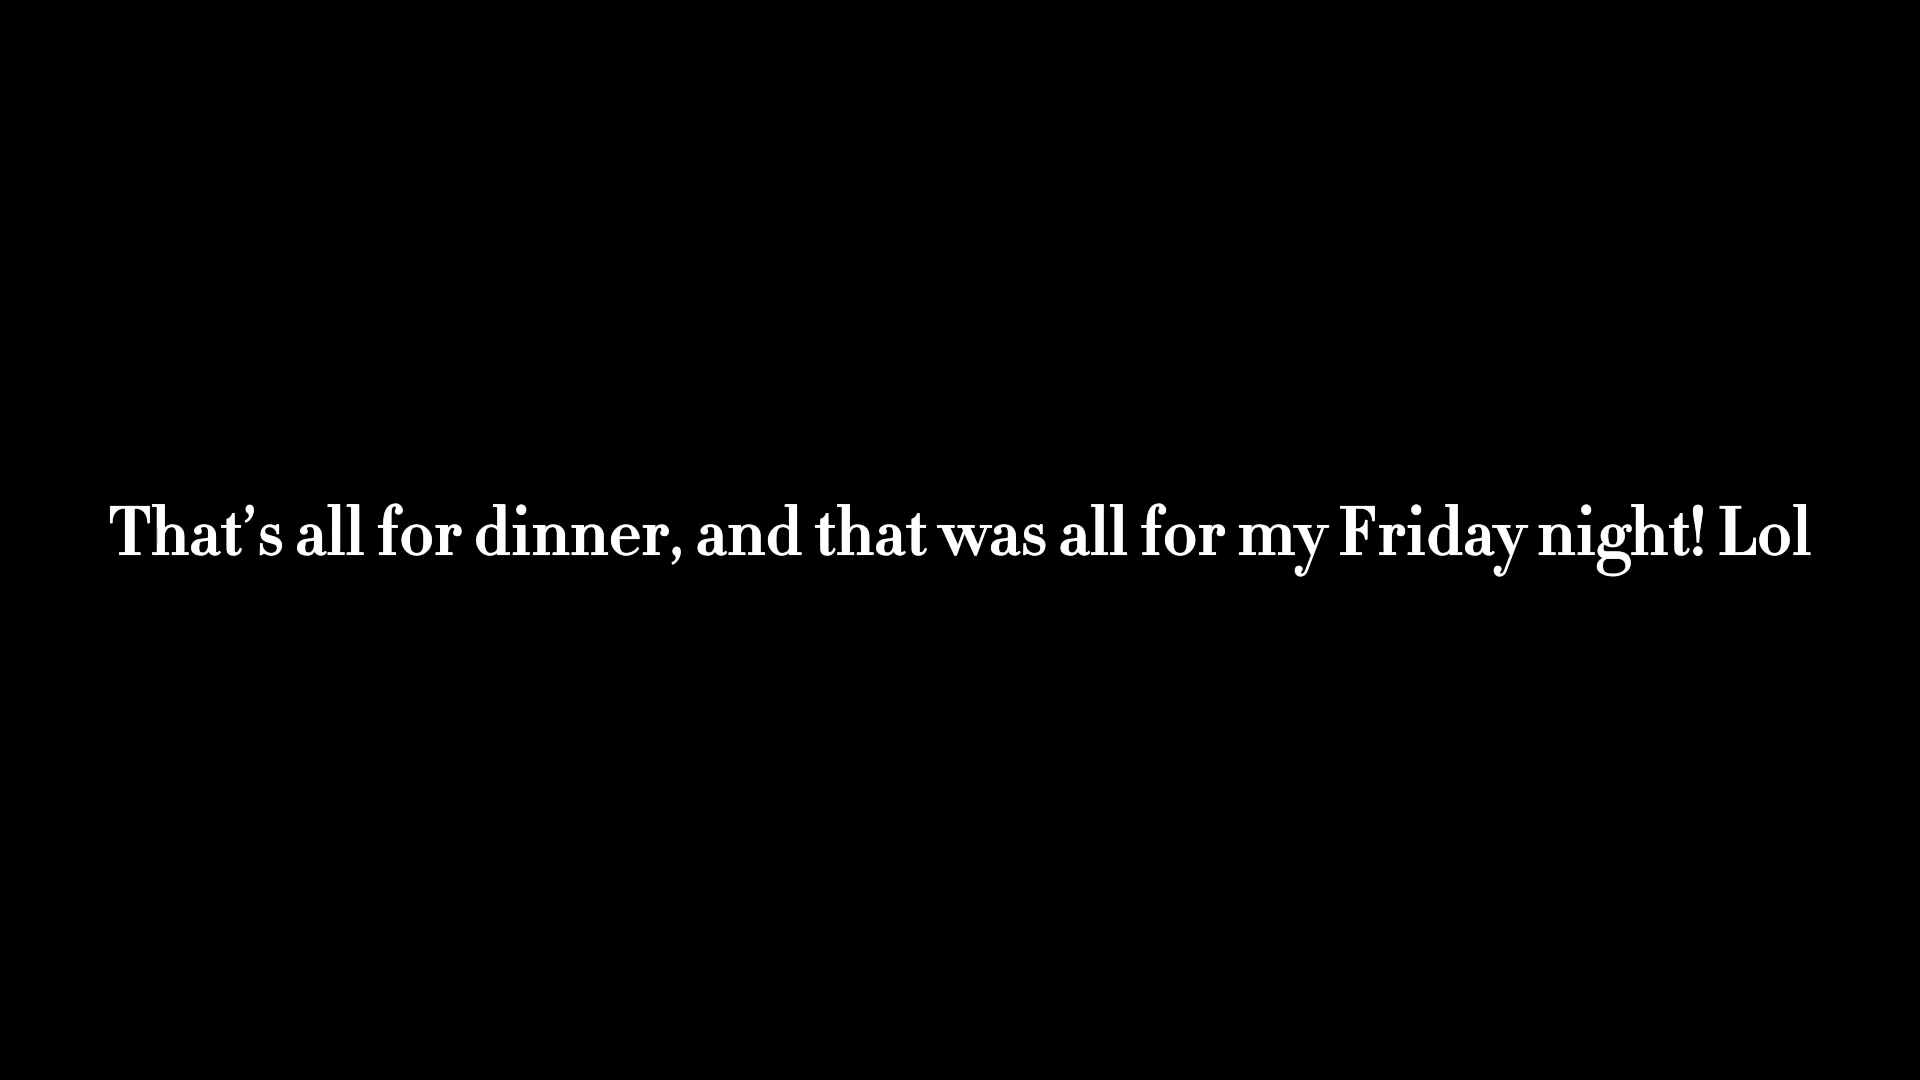 That’s all for dinner, and that was all for my Friday night! Lol